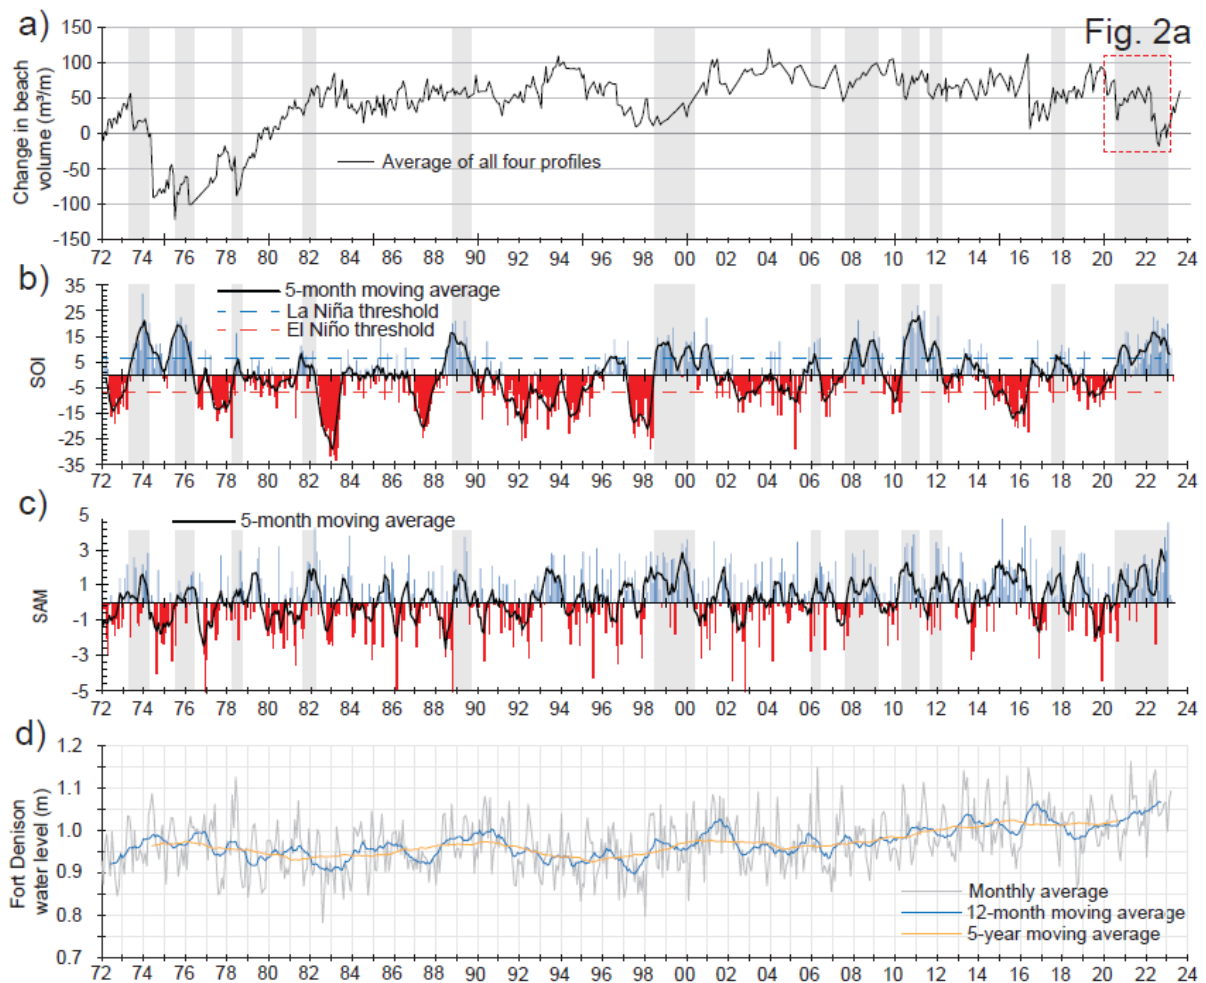 a)
Fig. 2a
Change in beach
volume (m³/m)
150
100
50
0
-50
-100
-150
Average of all four profiles
72 74 76 78 80 82 84 86 88 90 92 94 96 98 00 02 04 06 08 10 12 14 16 18 20 22 24
b)
SOI
35
25
15
5
-5
-15
-25
-35
5-month moving average
La Niña threshold
El Niño threshold
72 74 76 78 80 82 84 86 88 90 92 94 96 98 00 02 04 06 08 10 12 14 16 18 20 22 24
c)
SAM
5
3
1
-1
-3
-5
5-month moving average
72 74 76 78 80 82 84 86 88 90 92 94 96 98 00 02 04 06 08 10 12 14 16 18 20 22 24
d)
Fort Denison
water level (m)
1.2
1.1
1.0
0.9
0.8
0.7
Monthly average
12-month moving average
5-year moving average
72 74 76 78 80 82 84 86 88 90 92 94 96 98 00 02 04 06 08 10 12 14 16 18 20 22 24